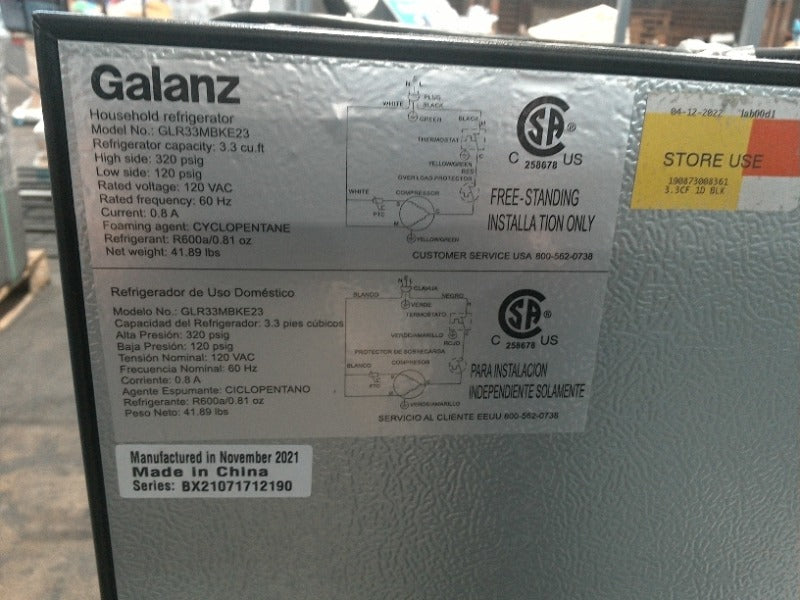 Galanz
Household refrigerator
Model No.: GLR33MBKE23
Refrigerator capacity: 3.3 cu.ft
High side: 320 psig
Low side: 120 psig
Rated voltage: 120 VAC
Rated frequency: 60 Hz
Current: 0.8 A
Foaming agent: CYCLOPENTANE
Refrigerant: R600a/0.81 oz
Net weight: 41.89 lbs
N L
PLUG
WHITE BLACK
GREEN
BLACK
THERMOSTAT
YELLOW/GREEN
RED
OVER LOAD PROTECTOR
WHITE
COMPRESSOR
PTC
YELLOW/GREEN
CSA ®
C 258678 US
FREE-STANDING
INSTALLATION ONLY
CUSTOMER SERVICE USA 800-562-0738
Refrigerador de Uso Doméstico
Modelo No.: GLR33MBKE23
Capacidad del Refrigerador: 3.3 pies cúbicos
Alta Presión: 320 psig
Baja Presión: 120 psig
Tensión Nominal: 120 VAC
Frecuencia Nominal: 60 Hz
Corriente: 0.8 A
Agente Espumante: CICLOPENTANO
Refrigerante: R600a/0.81 oz
Peso Neto: 41.89 lbs
N L
CLAVIJA
BLANCO
NEGRO
VERDE
TERMOSTATO
VERDE/AMARILLO
ROJO
PROTECTOR DE SOBRECARGA
COMPRESOR
BLANCO
PTC
VERDE/AMARILLO
CSA ®
C 258678 US
PARA INSTALACION
INDEPENDIENTE SOLAMENTE
SERVICIO AL CLIENTE EEUU 800-562-0738
Manufactured in November 2021
Made in China
Series: BX21071712190
04-12-2022 lab00d1
STORE USE
190873008361
3.3CF 1D BLK